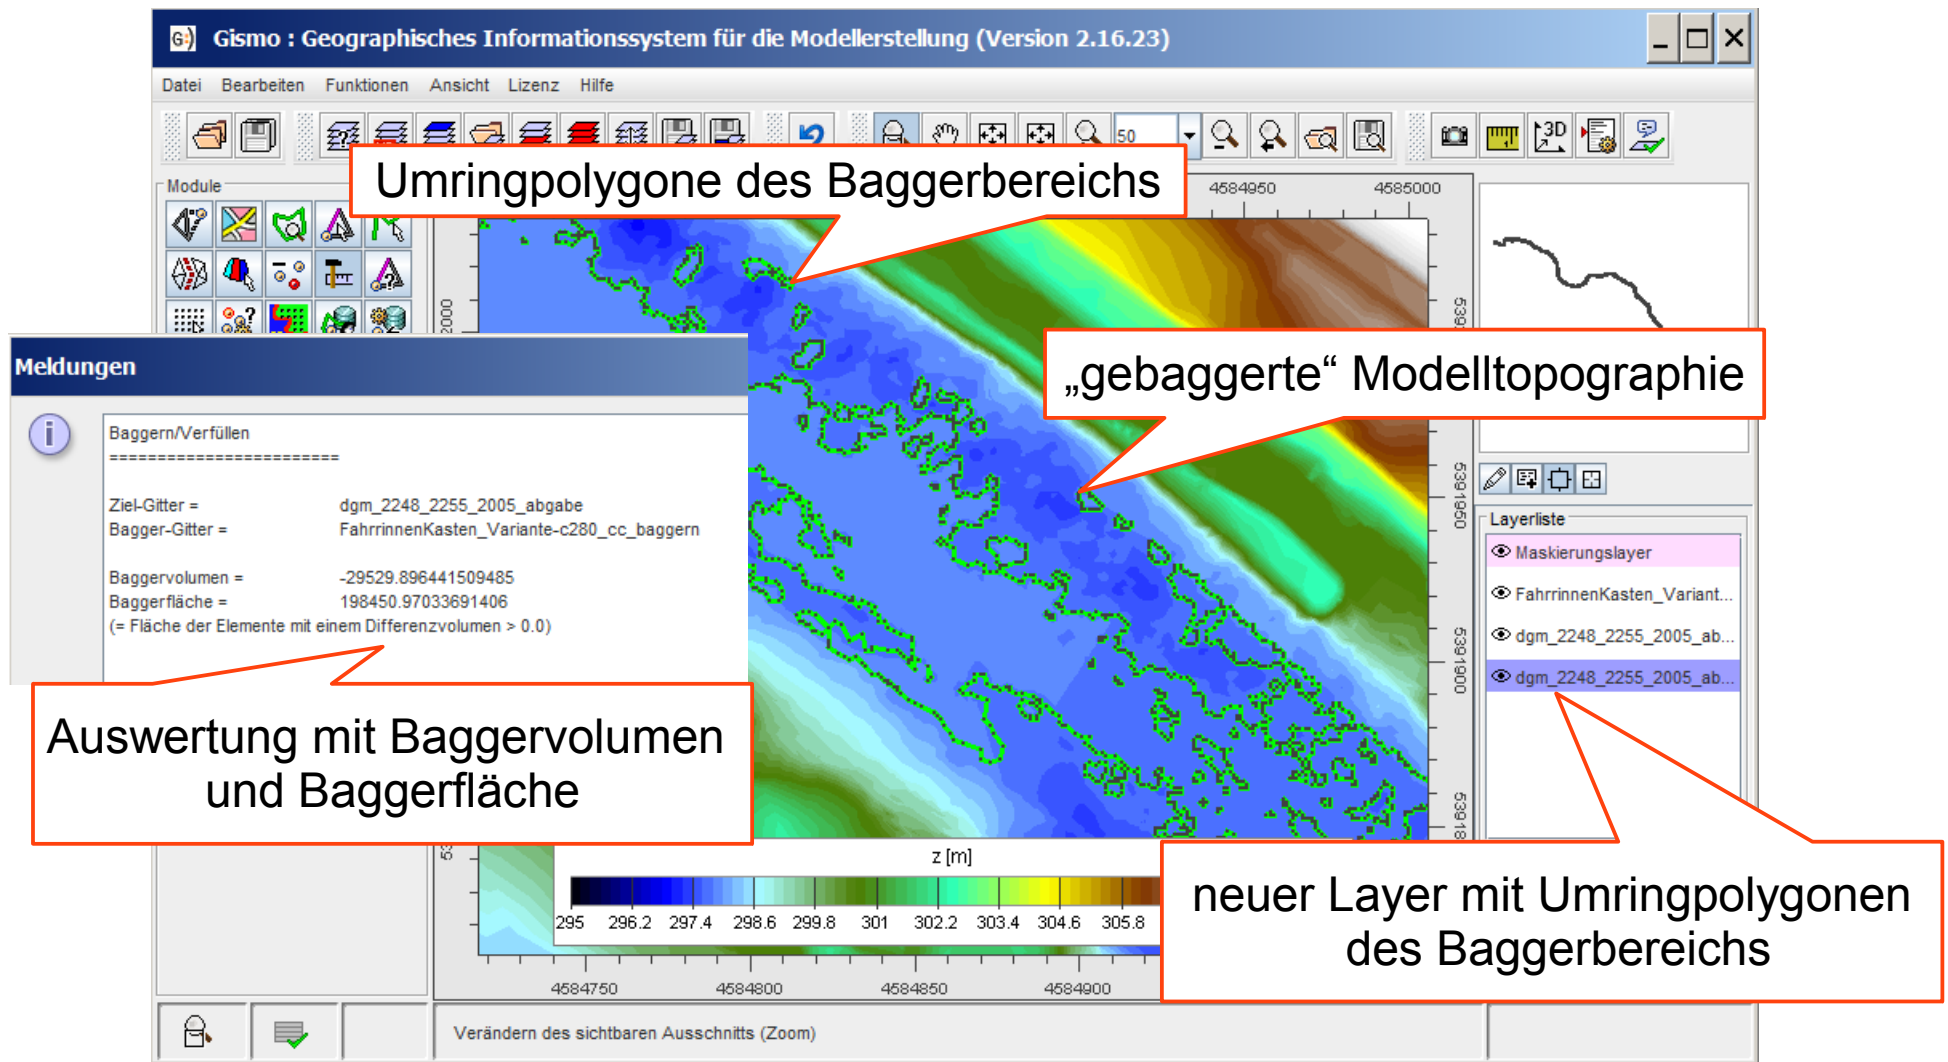 G:) Gismo : Geographisches Informationssystem für die Modellerstellung (Version 2.16.23)
Datei Bearbeiten Funktionen Ansicht Lizenz Hilfe
50
3D
Module
Umringpolygone des Baggerbereichs
4584950 4585000
„gebaggerte“ Modelltopographie
Meldungen
Baggern/Verfüllen
========================
Ziel-Gitter = dgm_2248_2255_2005_abgabe
Bagger-Gitter = FahrrinnenKasten_Variante-c280_cc_baggern
Baggervolumen = -29529.896441509485
Baggerfläche = 198450.97033691406
(= Fläche der Elemente mit einem Differenzvolumen > 0.0)
Auswertung mit Baggervolumen
und Baggerfläche
5391950
5391900
Layerliste
Maskierungslayer
FahrrinnenKasten_Variant...
dgm_2248_2255_2005_ab...
dgm_2248_2255_2005_ab...
neuer Layer mit Umringpolygonen
des Baggerbereichs
z [m]
295 296.2 297.4 298.6 299.8 301 302.2 303.4 304.6 305.8
4584750 4584800 4584850 4584900
Verändern des sichtbaren Ausschnitts (Zoom)